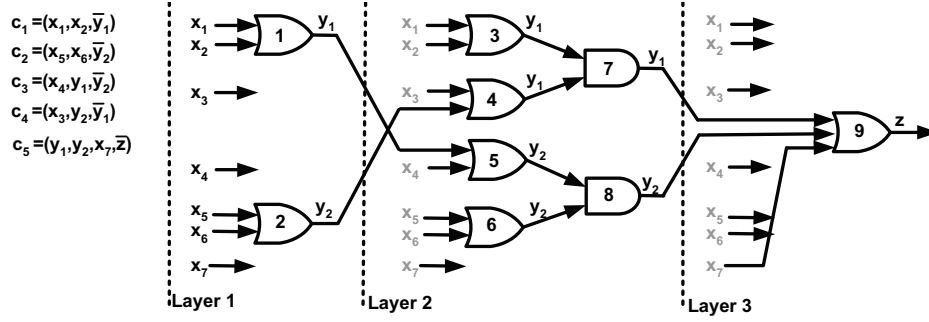 c₁=(x₁,x₂,y̅₁)
c₂=(x₅,x₆,y̅₂)
c₃=(x₄,y₁,y̅₂)
c₄=(x₃,y₂,y̅₁)
c₅=(y₁,y₂,x₇,z̅)
x₁
x₂
x₃
x₄
x₅
x₆
x₇
1
2
y₁
y₂
Layer 1
x₁
x₂
x₃
x₄
x₅
x₆
x₇
3
4
5
6
y₁
y₁
y₂
y₂
7
8
y₁
y₂
Layer 2
x₁
x₂
x₃
x₄
x₅
x₆
x₇
9
z
Layer 3